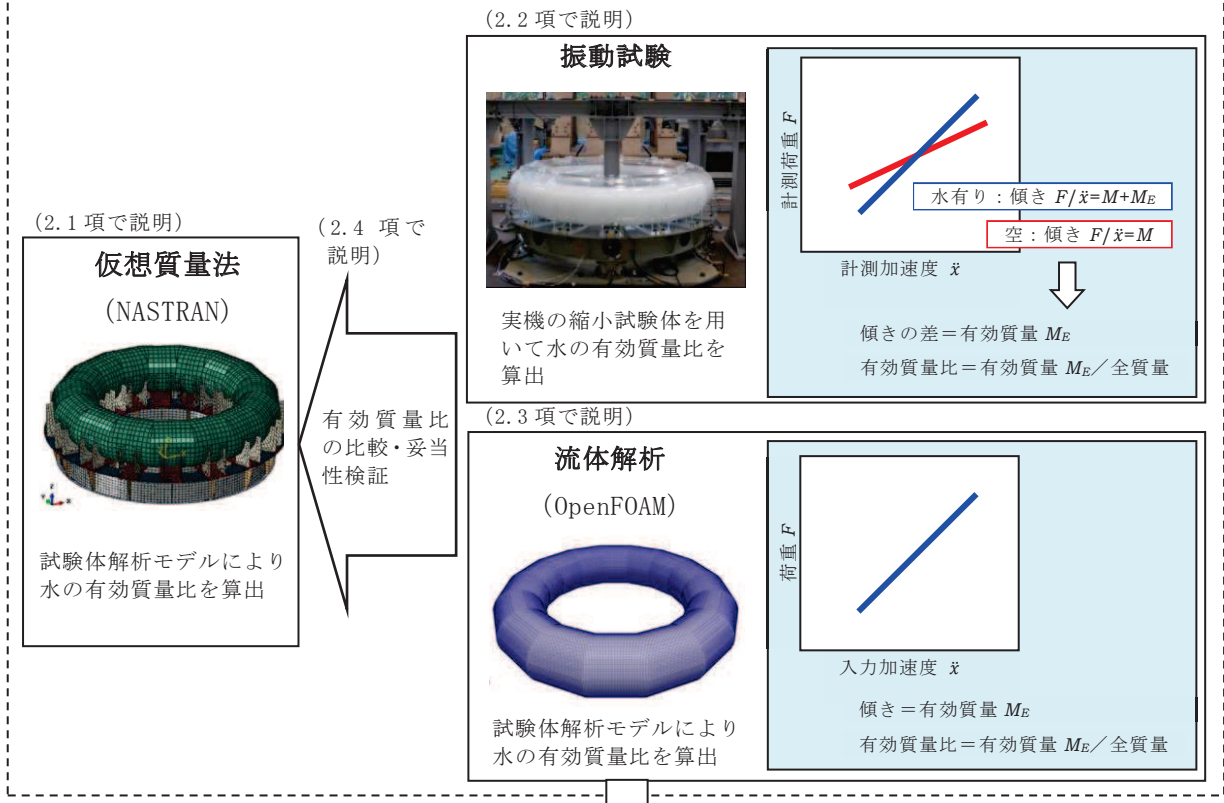 (2.1 項で説明)
仮想質量法
(NASTRAN)
試験体解析モデルにより
水の有効質量比を算出
(2.4 項で
説明)
有効質量比
の比較・妥当
性検証
(2.2 項で説明)
振動試験
実機の縮小試験体を用
いて水の有効質量比を
算出
計測荷重 F
水有り：傾き F/ẍ=M+M_E
空：傾き F/ẍ=M
計測加速度 ẍ
傾きの差＝有効質量 M_E
有効質量比＝有効質量 M_E／全質量
(2.3 項で説明)
流体解析
(OpenFOAM)
試験体解析モデルにより
水の有効質量比を算出
荷重 F
入力加速度 ẍ
傾き＝有効質量 M_E
有効質量比＝有効質量 M_E／全質量